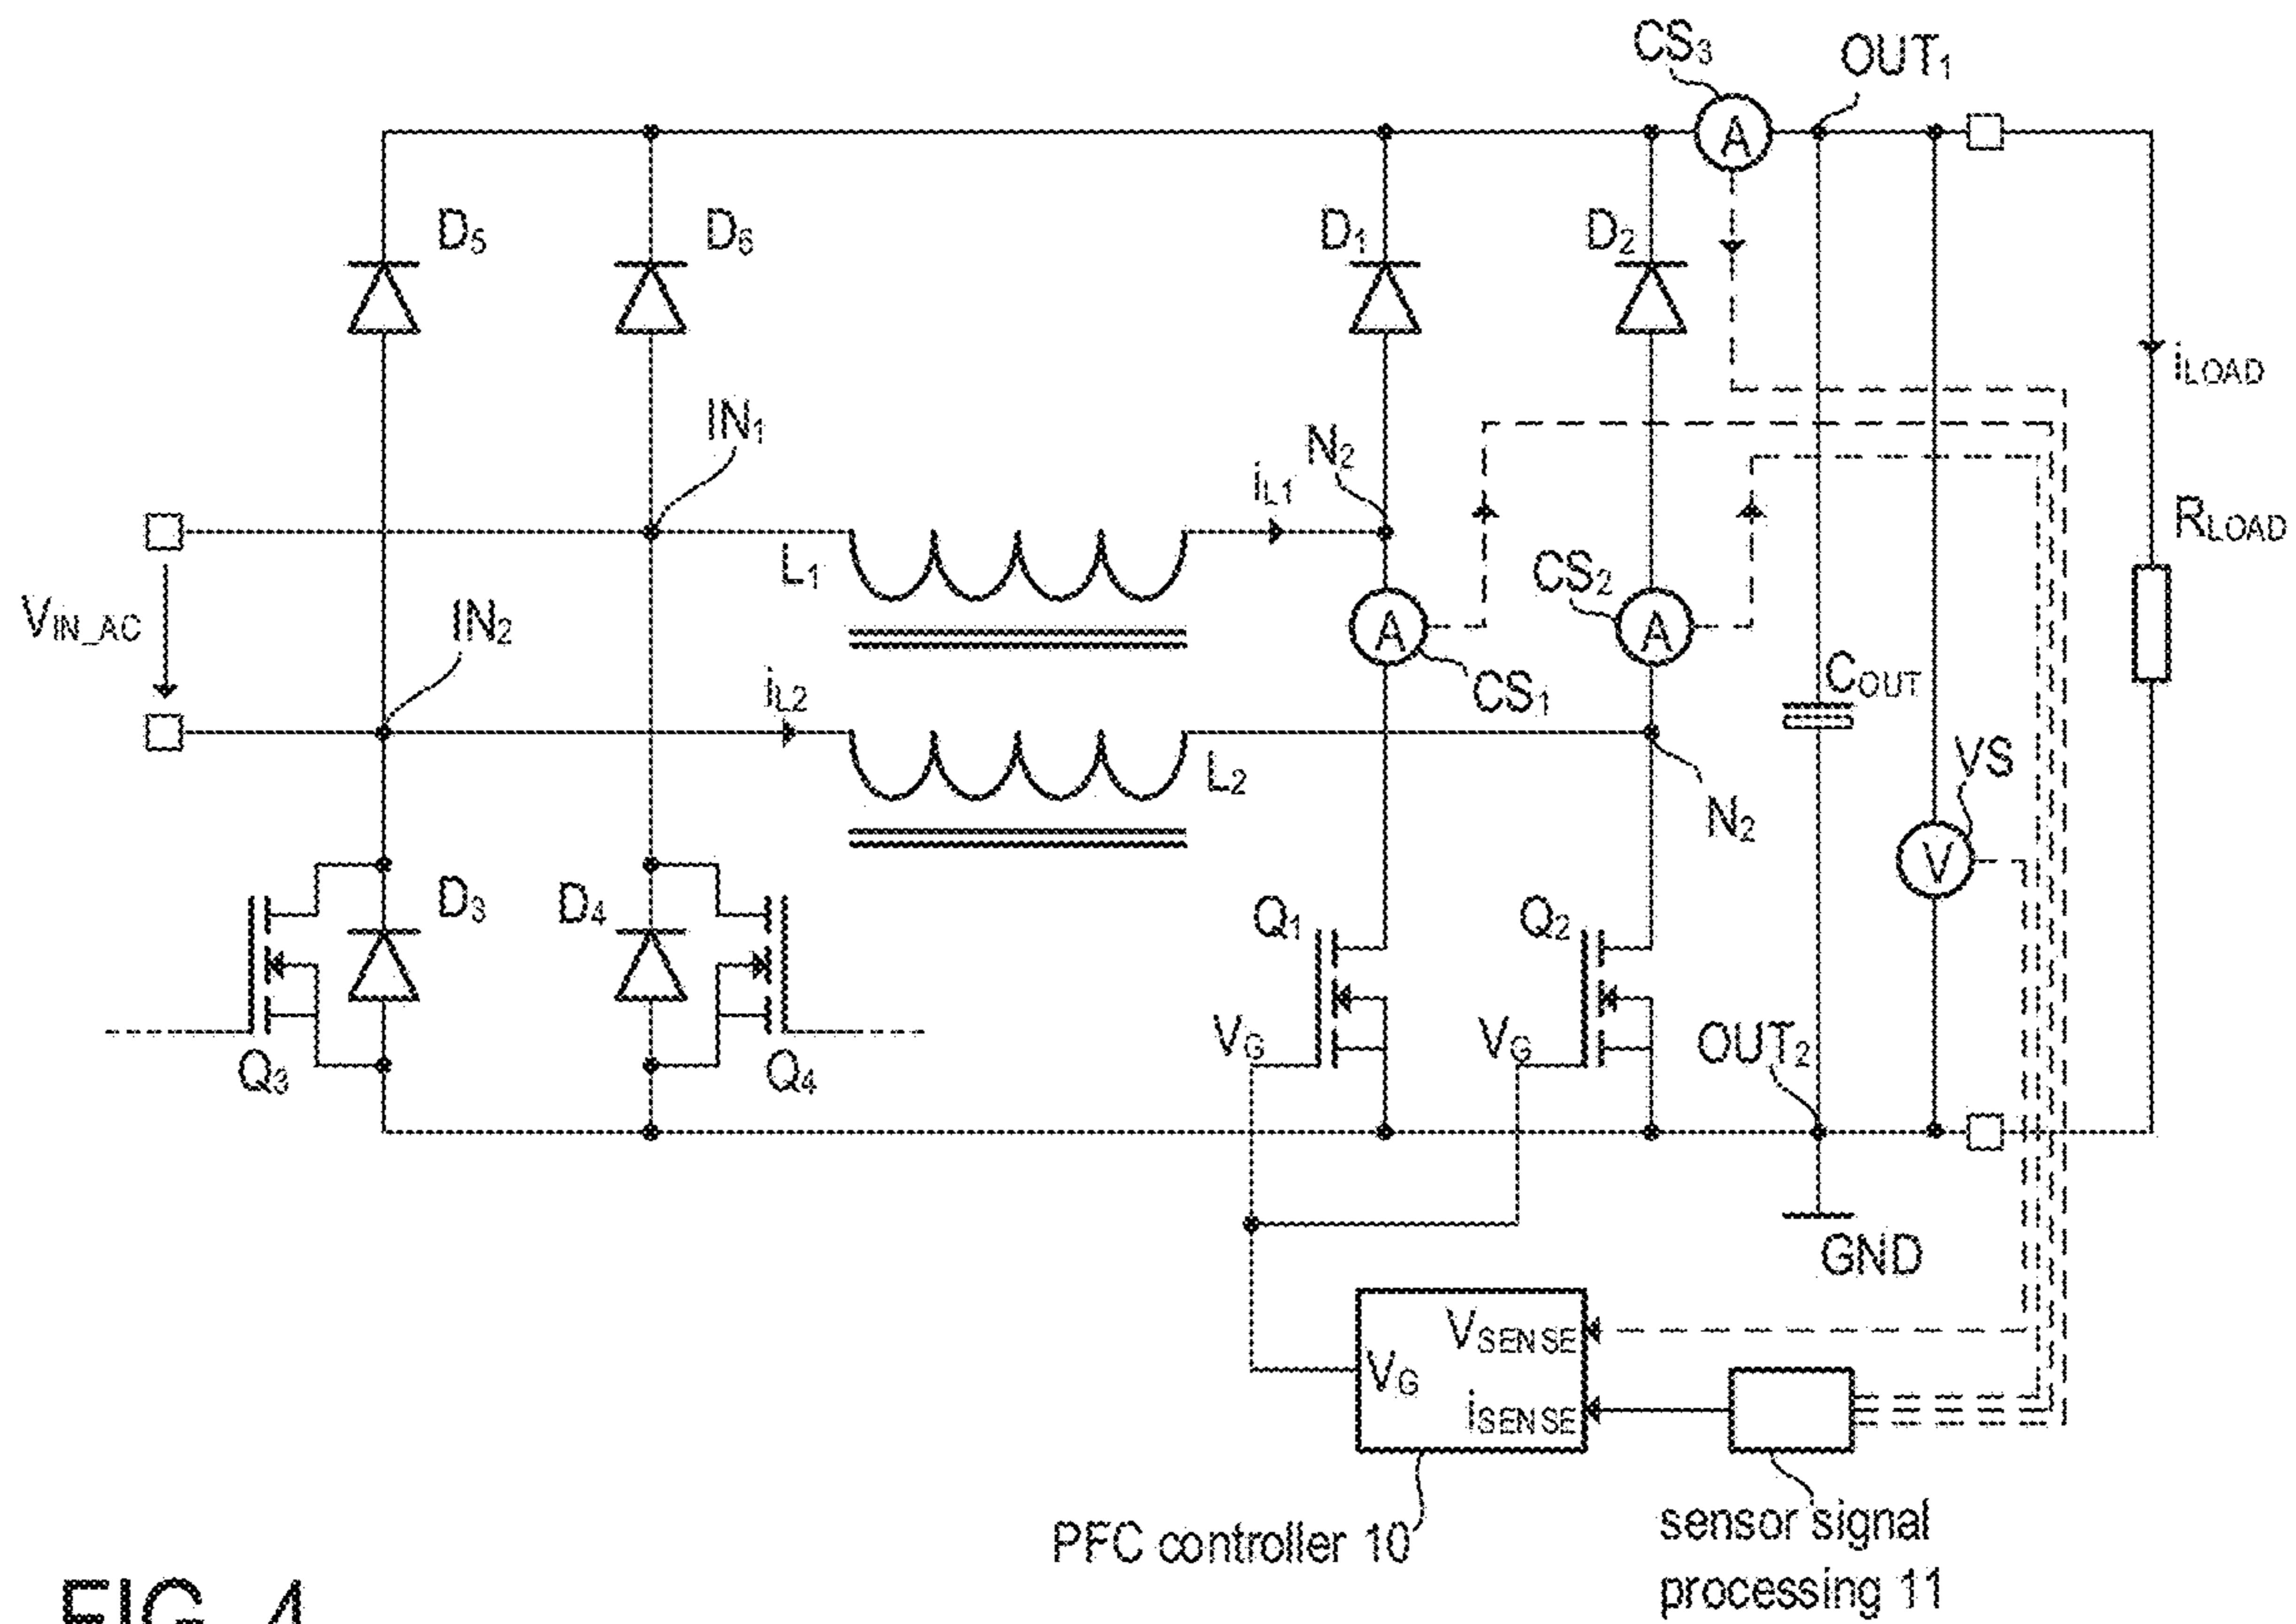 CS3
OUT1
A
D5
D6
D1
D2
iLOAD
IN1
N2
iL1
RLOAD
L1
CS2
VIN_AC
IN2
A
A
CS1
COUT
iL2
L2
VS
N2
V
D3
D4
Q1
Q2
VG
VG
OUT2
Q3
Q4
GND
VSENSE
VG
iSENSE
PFC controller 10
sensor signal
processing 11
FIG. 4